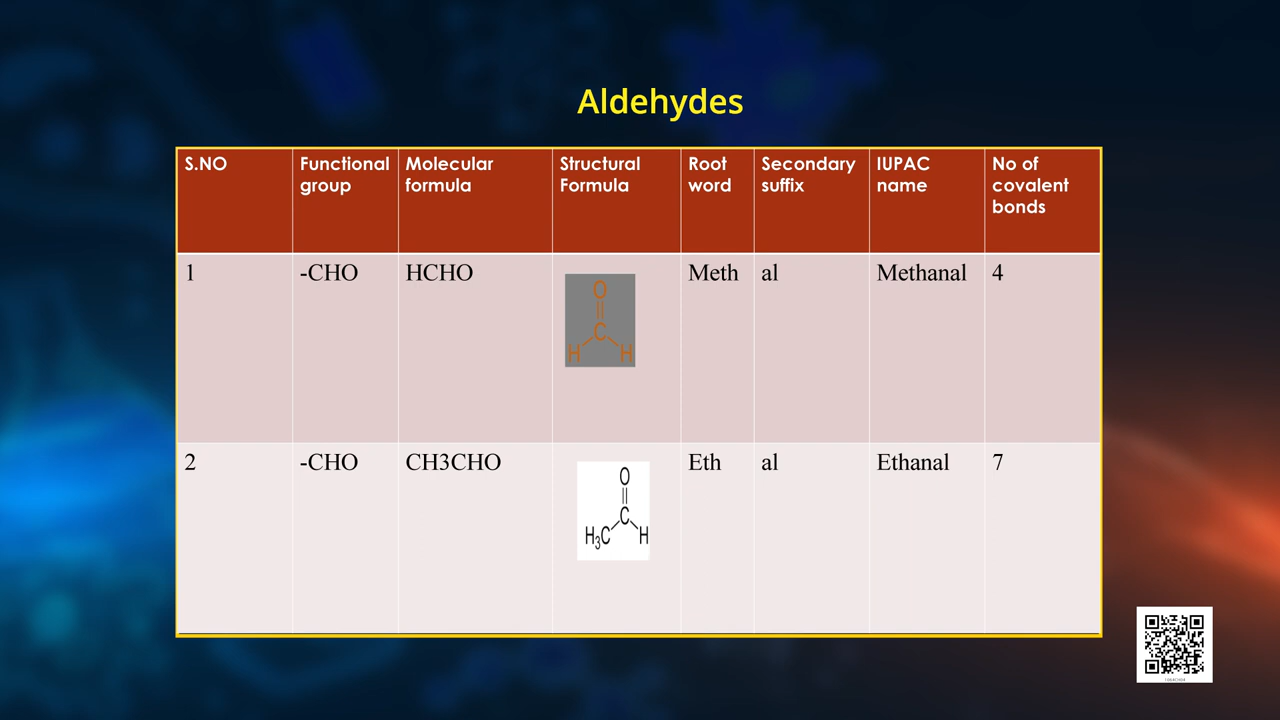 Aldehydes
S.NO
Functional
group
Molecular
formula
Structural
Formula
Root
word
Secondary
suffix
IUPAC
name
No of
covalent
bonds
1
-CHO
HCHO
O
C
H H
Meth
al
Methanal
4
2
-CHO
CH3CHO
O
C
H₃C H
Eth
al
Ethanal
7